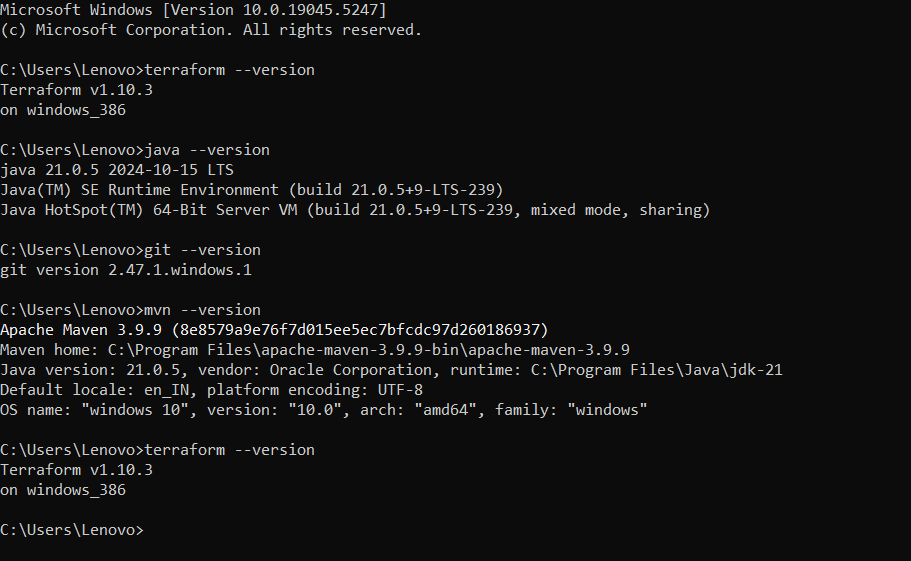 Microsoft Windows [Version 10.0.19045.5247]
(c) Microsoft Corporation. All rights reserved.
C:\Users\Lenovo>terraform --version
Terraform v1.10.3
on windows_386
C:\Users\Lenovo>java --version
java 21.0.5 2024-10-15 LTS
Java(TM) SE Runtime Environment (build 21.0.5+9-LTS-239)
Java HotSpot(TM) 64-Bit Server VM (build 21.0.5+9-LTS-239, mixed mode, sharing)
C:\Users\Lenovo>git --version
git version 2.47.1.windows.1
C:\Users\Lenovo>mvn --version
Apache Maven 3.9.9 (8e8579a9e76f7d015ee5ec7bfcdc97d260186937)
Maven home: C:\Program Files\apache-maven-3.9.9-bin\apache-maven-3.9.9
Java version: 21.0.5, vendor: Oracle Corporation, runtime: C:\Program Files\Java\jdk-21
Default locale: en_IN, platform encoding: UTF-8
OS name: "windows 10", version: "10.0", arch: "amd64", family: "windows"
C:\Users\Lenovo>terraform --version
Terraform v1.10.3
on windows_386
C:\Users\Lenovo>